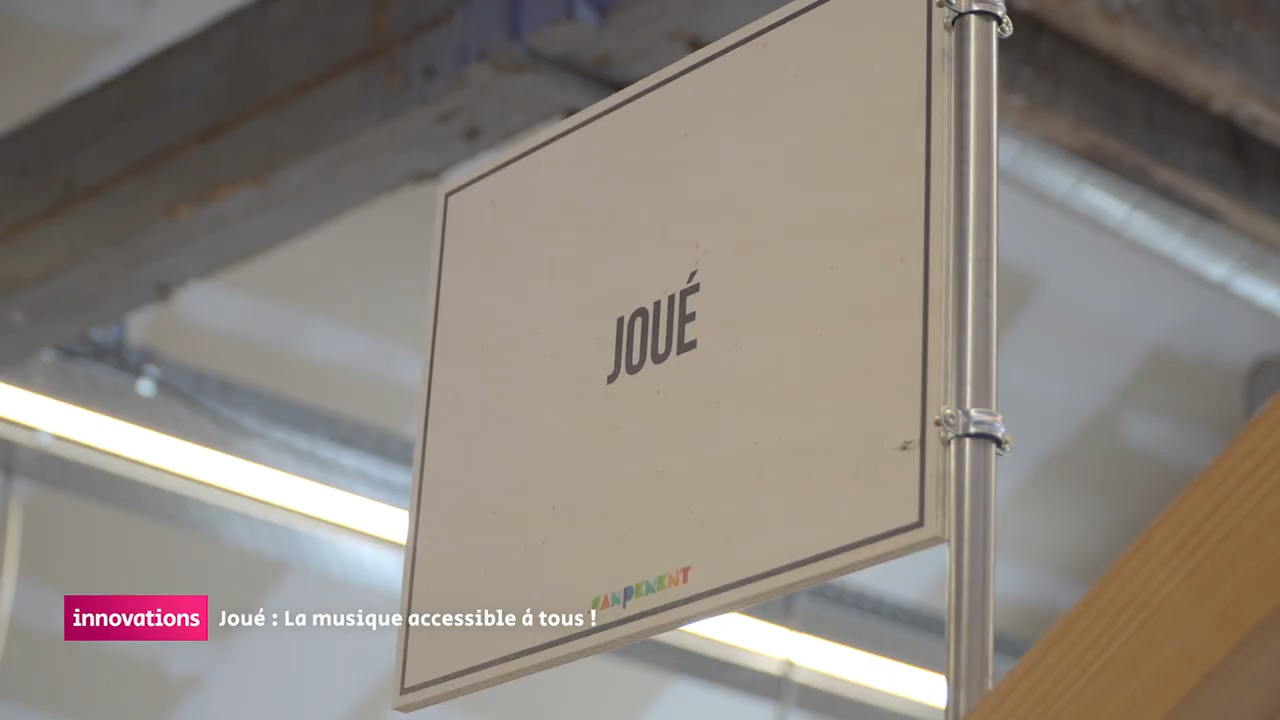 JOUÉ
CAMPEMENT
innovations
Joué : La musique accessible á tous !